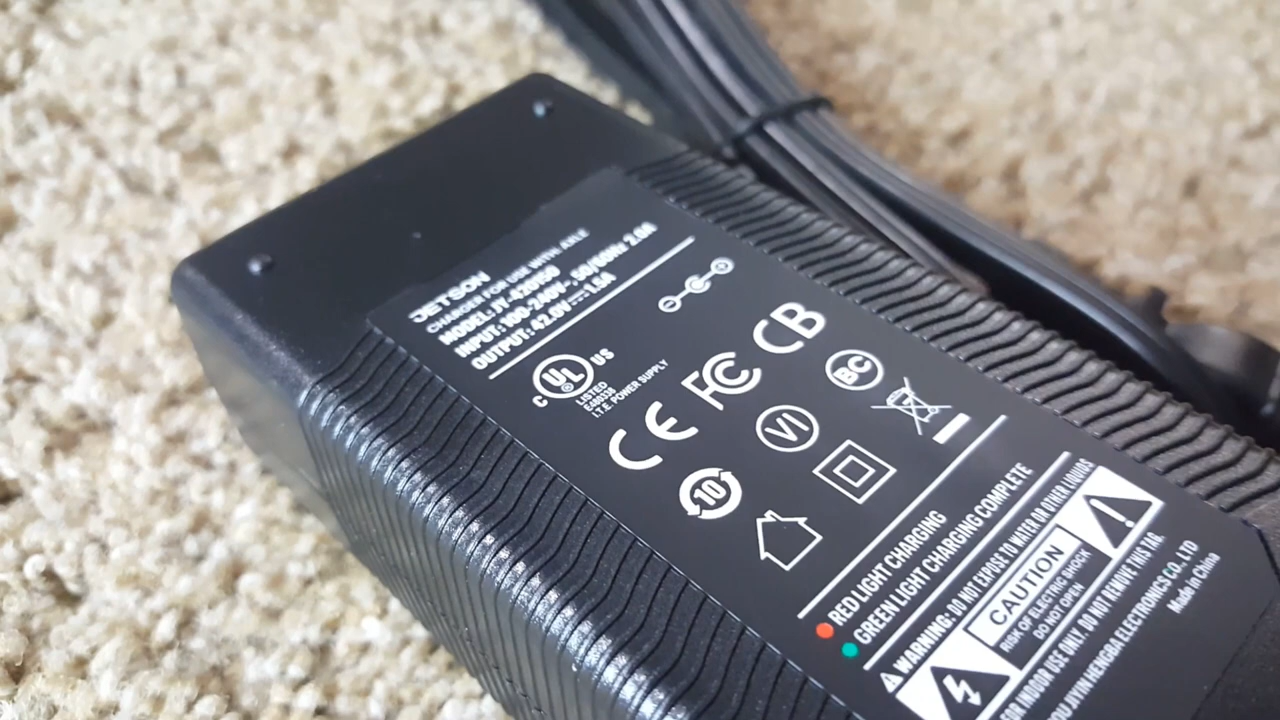 JETSON
CHARGER FOR USE WITH AXLE
MODEL: JY-420150
INPUT: 100-240V~, 50/60Hz 2.0A
OUTPUT: 42.0V⎓1.5A
C UL US
LISTED
E480338
I.T.E. POWER SUPPLY
CE FC CB
10 VI BC
RED LIGHT CHARGING
GREEN LIGHT CHARGING COMPLETE
WARNING: DO NOT EXPOSE TO WATER OR OTHER LIQUIDS
CAUTION
RISK OF ELECTRIC SHOCK
DO NOT OPEN
FOR INDOOR USE ONLY. DO NOT REMOVE THIS TAG.
JIYIN HENGBA ELECTRONICS CO., LTD
Made in China